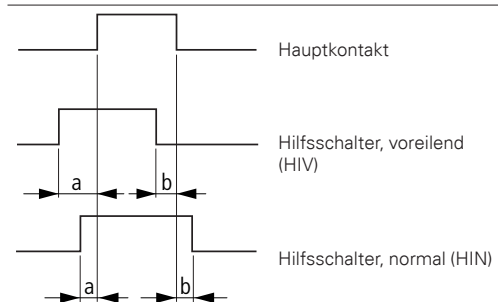 Hauptkontakt
Hilfsschalter, voreilend
(HIV)
a
b
Hilfsschalter, normal (HIN)
a
b